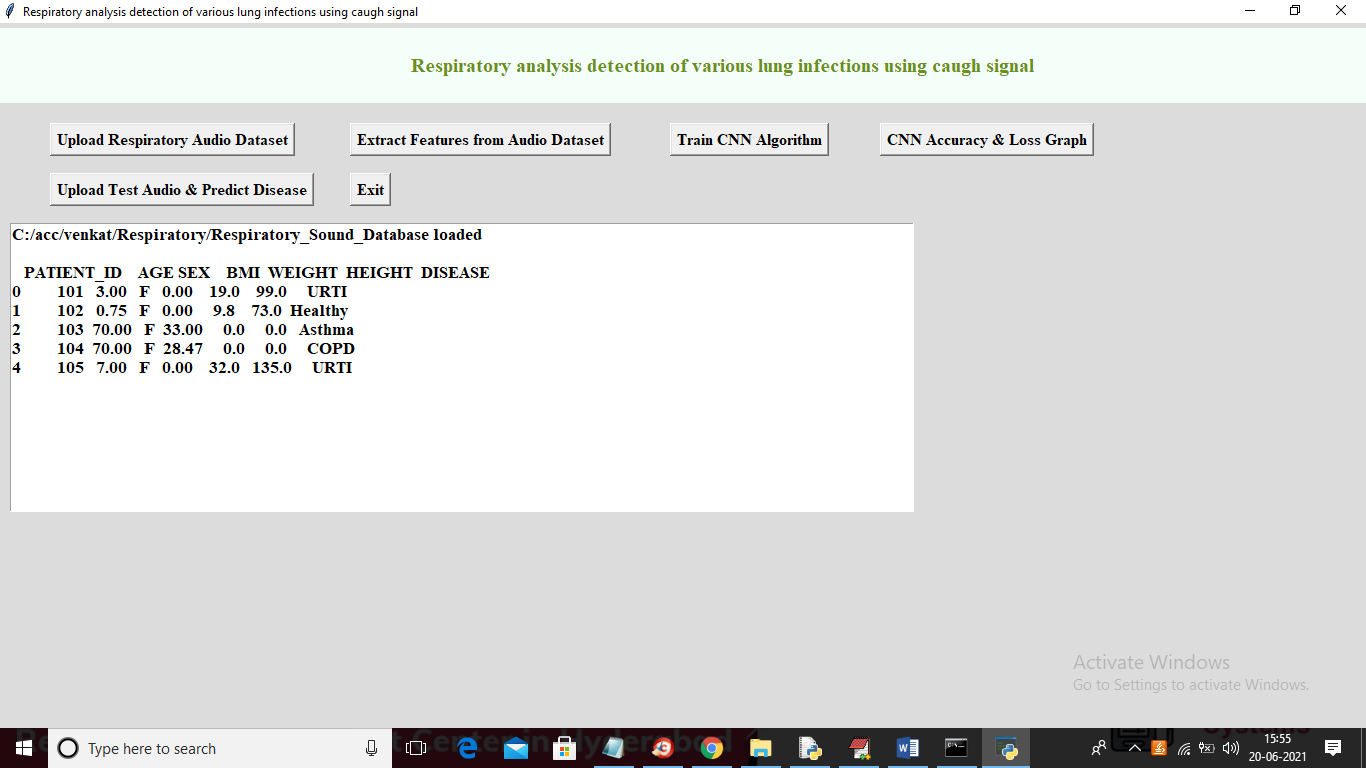 Respiratory analysis detection of various lung infections using caugh signal
Respiratory analysis detection of various lung infections using caugh signal
Upload Respiratory Audio Dataset
Extract Features from Audio Dataset
Train CNN Algorithm
CNN Accuracy & Loss Graph
Upload Test Audio & Predict Disease
Exit
C:/acc/venkat/Respiratory/Respiratory_Sound_Database loaded
PATIENT_ID AGE SEX BMI WEIGHT HEIGHT DISEASE
0 101 3.00 F 0.00 19.0 99.0 URTI
1 102 0.75 F 0.00 9.8 73.0 Healthy
2 103 70.00 F 33.00 0.0 0.0 Asthma
3 104 70.00 F 28.47 0.0 0.0 COPD
4 105 7.00 F 0.00 32.0 135.0 URTI
Activate Windows
Go to Settings to activate Windows.
Type here to search
15:55
20-06-2021